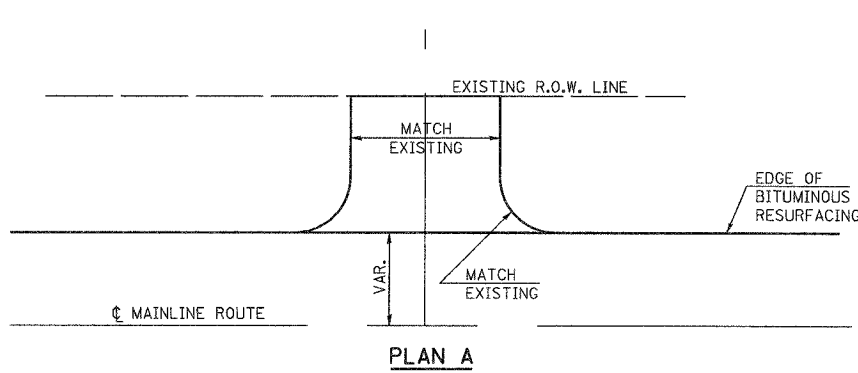 EXISTING R.O.W. LINE
MATCH
EXISTING
EDGE OF
BITUMINOUS
RESURFACING
VAR.
MATCH
EXISTING
℄ MAINLINE ROUTE
PLAN A